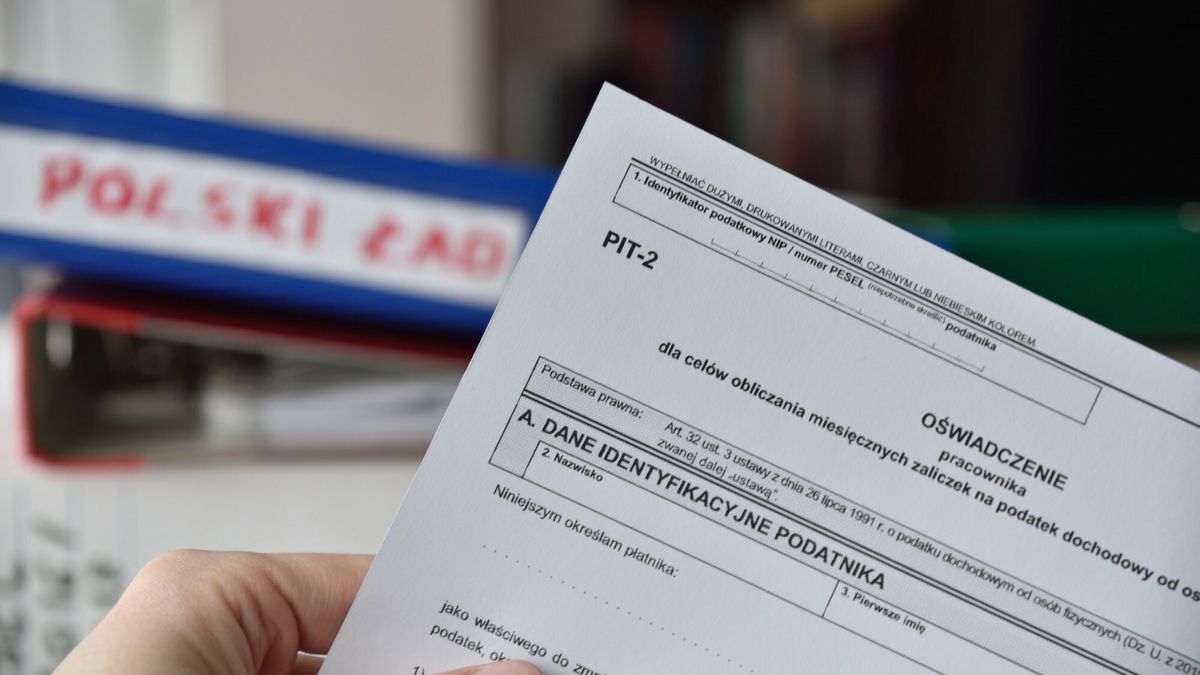 POLSKI ŁAD
WYPEŁNIAĆ DUŻYMI, DRUKOWANYMI LITERAMI, CZARNYM LUB NIEBIESKIM KOLOREM.
1. Identyfikator podatkowy NIP / numer PESEL (niepotrzebne skreślić) podatnika
PIT-2
OŚWIADCZENIE
pracownika
dla celów obliczania miesięcznych zaliczek na podatek dochodowy od os
Podstawa prawna: Art. 32 ust. 3 ustawy z dnia 26 lipca 1991 r. o podatku dochodowym od osób fizycznych (Dz. U. z 20
zwanej dalej „ustawą”.
A. DANE IDENTYFIKACYJNE PODATNIKA
2. Nazwisko
3. Pierwsze imię
Niniejszym określam płatnika:
jako właściwego do zm
podatek, ok
1)